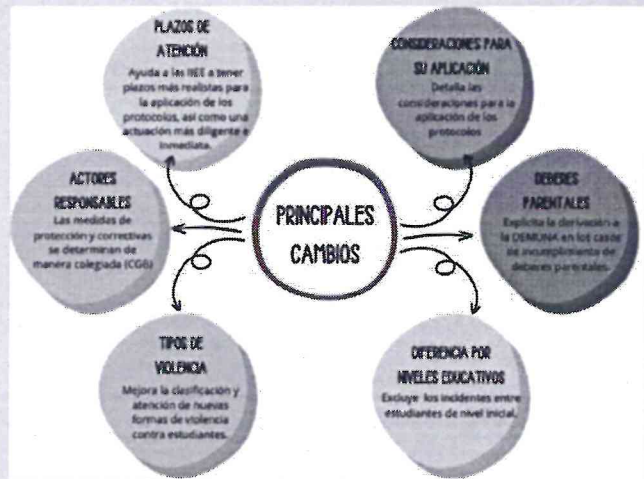 PLAZOS DE
ATENCIÓN
Ayuda a las IIEE a tener
plazos más realistas para
la aplicación de los
protocolos, así como una
actuación más diligente e
inmediata.
CONSIDERACIONES PARA
SU APLICACIÓN
Detalla las
consideraciones para la
aplicación de los
protocolos
ACTORES
RESPONSABLES
Las medidas de
protección y correctivas
se determinan de
manera colegiada (CGB)
PRINCIPALES
CAMBIOS
DEBERES
PARENTALES
Explicita la derivación a
la DEMUNA en los casos
de incumplimiento de
deberes parentales.
TIPOS DE
VIOLENCIA
Mejora la clasificación y
atención de nuevas
formas de violencia
contra estudiantes.
DIFERENCIA POR
NIVELES EDUCATIVOS
Excluye los incidentes entre
estudiantes de nivel inicial.